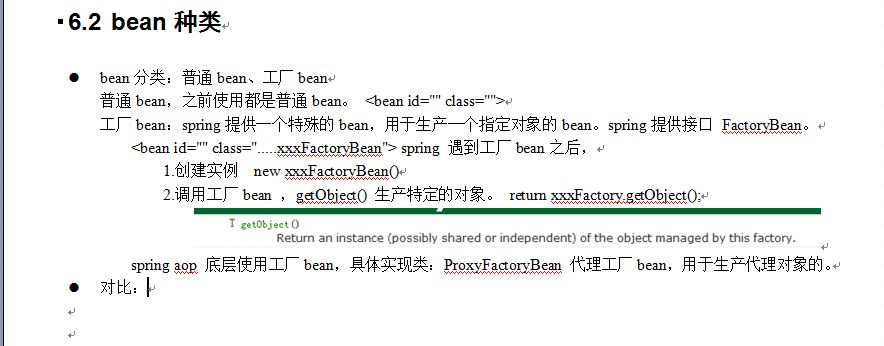 6.2 bean 种类
● bean 分类：普通 bean、工厂 bean
普通 bean，之前使用都是普通 bean。 <bean id="" class="">
工厂 bean：spring 提供一个特殊的 bean，用于生产一个指定对象的 bean。spring 提供接口 FactoryBean。
<bean id="" class=".....xxxFactoryBean"> spring 遇到工厂 bean 之后，
1.创建实例 new xxxFactoryBean()
2.调用工厂 bean ，getObject() 生产特定的对象。 return xxxFactory.getObject();
T getObject()
Return an instance (possibly shared or independent) of the object managed by this factory.
spring aop 底层使用工厂 bean，具体实现类：ProxyFactoryBean 代理工厂 bean，用于生产代理对象的。
● 对比：